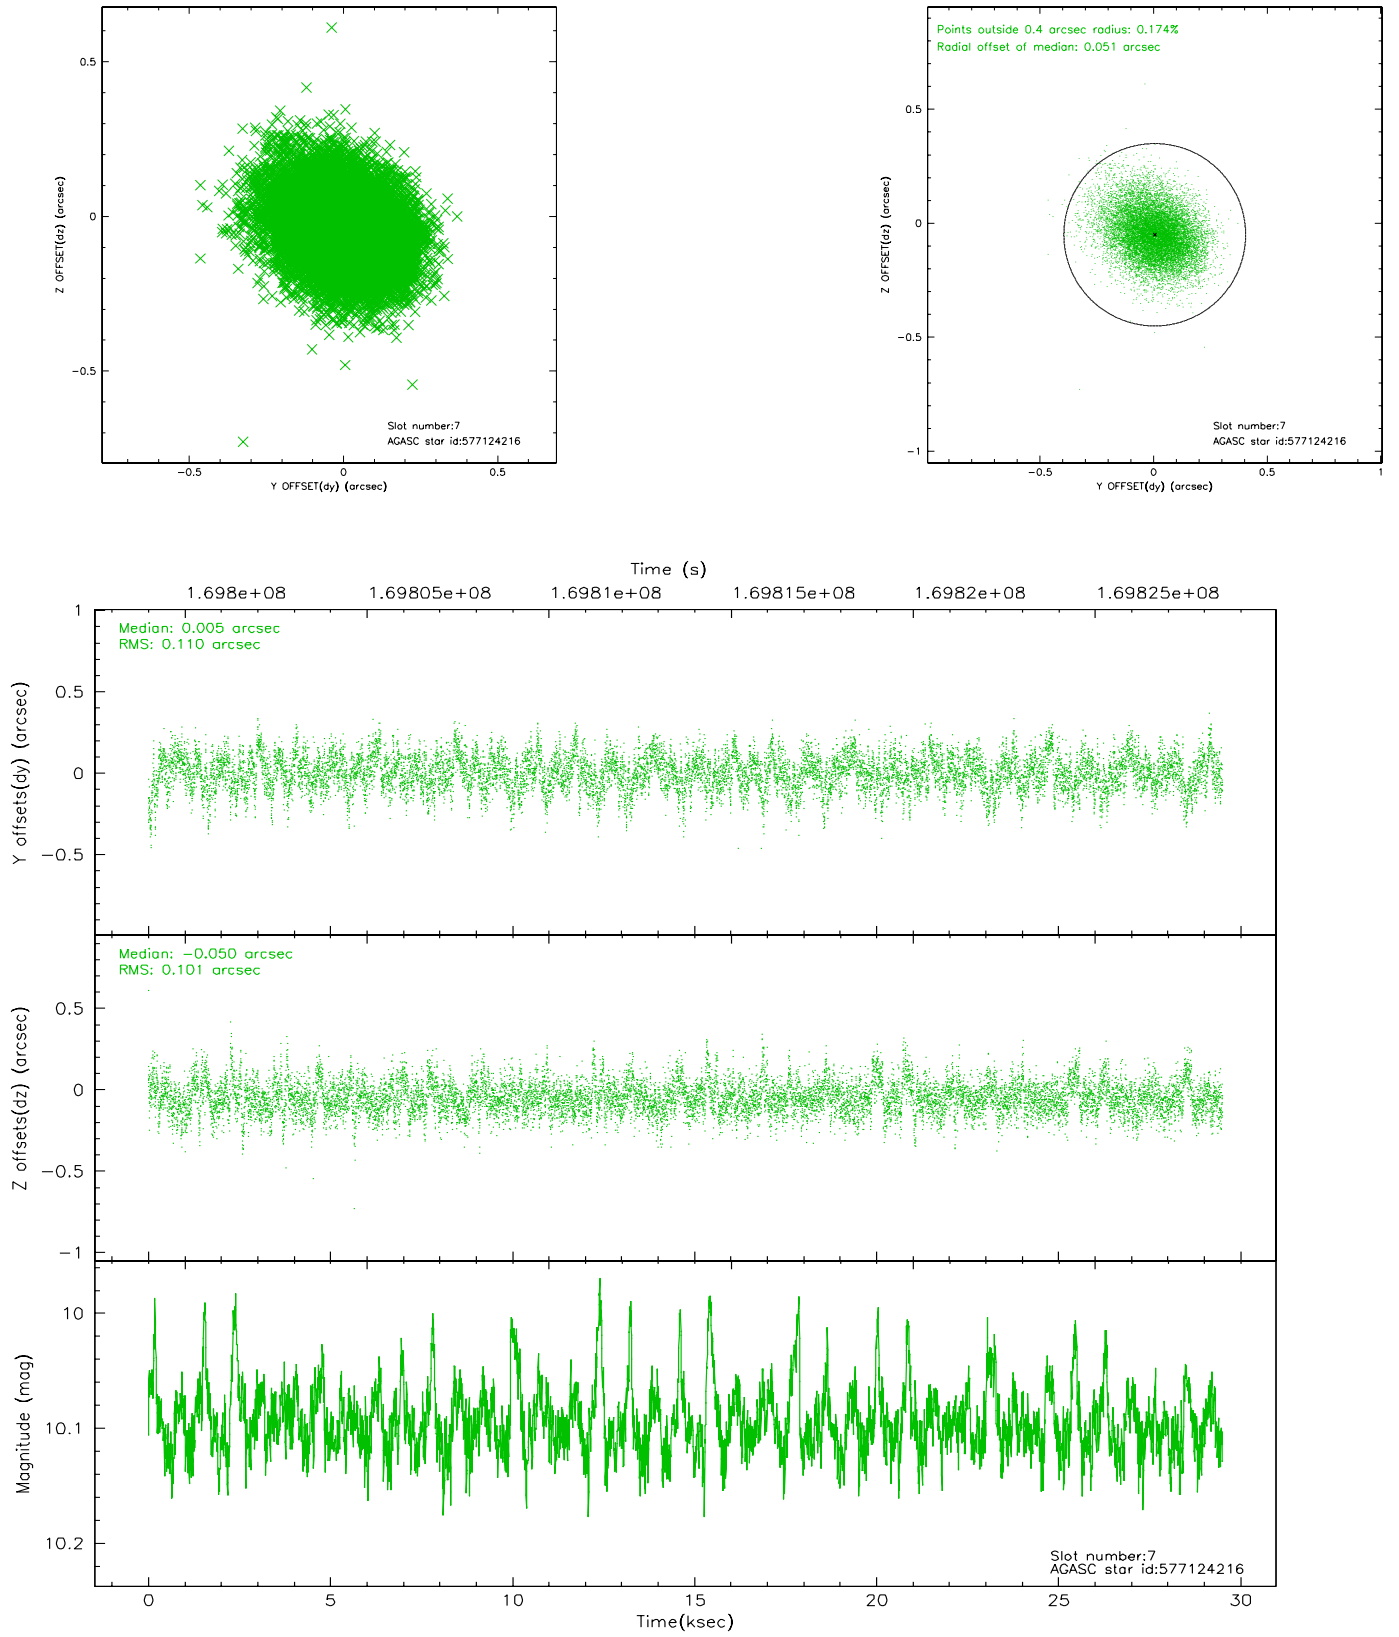 0.5
0
−0.5
Z OFFSET(dz) (arcsec)
Slot number:7
AGASC star id:577124216
−0.5 0 0.5
Y OFFSET(dy) (arcsec)
Points outside 0.4 arcsec radius: 0.174%
Radial offset of median: 0.051 arcsec
0.5
0
−0.5
−1
Z OFFSET(dz) (arcsec)
Slot number:7
AGASC star id:577124216
−0.5 0 0.5 1
Y OFFSET(dy) (arcsec)
Time (s)
1.698e+08 1.69805e+08 1.6981e+08 1.69815e+08 1.6982e+08 1.69825e+08
Median: 0.005 arcsec
RMS: 0.110 arcsec
1
0.5
0
−0.5
Y offsets(dy) (arcsec)
Median: −0.050 arcsec
RMS: 0.101 arcsec
0.5
0
−0.5
−1
Z offsets(dz) (arcsec)
10
10.1
10.2
Magnitude (mag)
Slot number:7
AGASC star id:577124216
0 5 10 15 20 25 30
Time(ksec)